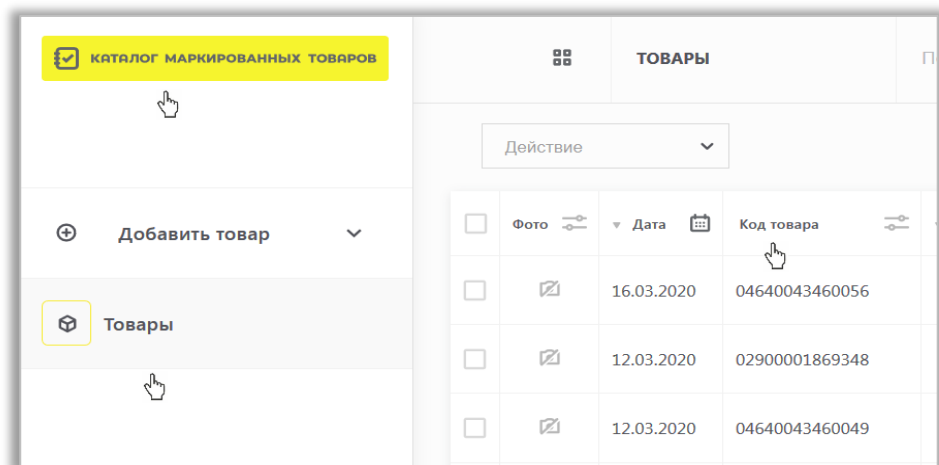 КАТАЛОГ МАРКИРОВАННЫХ ТОВАРОВ
ТОВАРЫ
Действие
Добавить товар
Товары
Фото Дата Код товара
16.03.2020 04640043460056
12.03.2020 02900001869348
12.03.2020 04640043460049